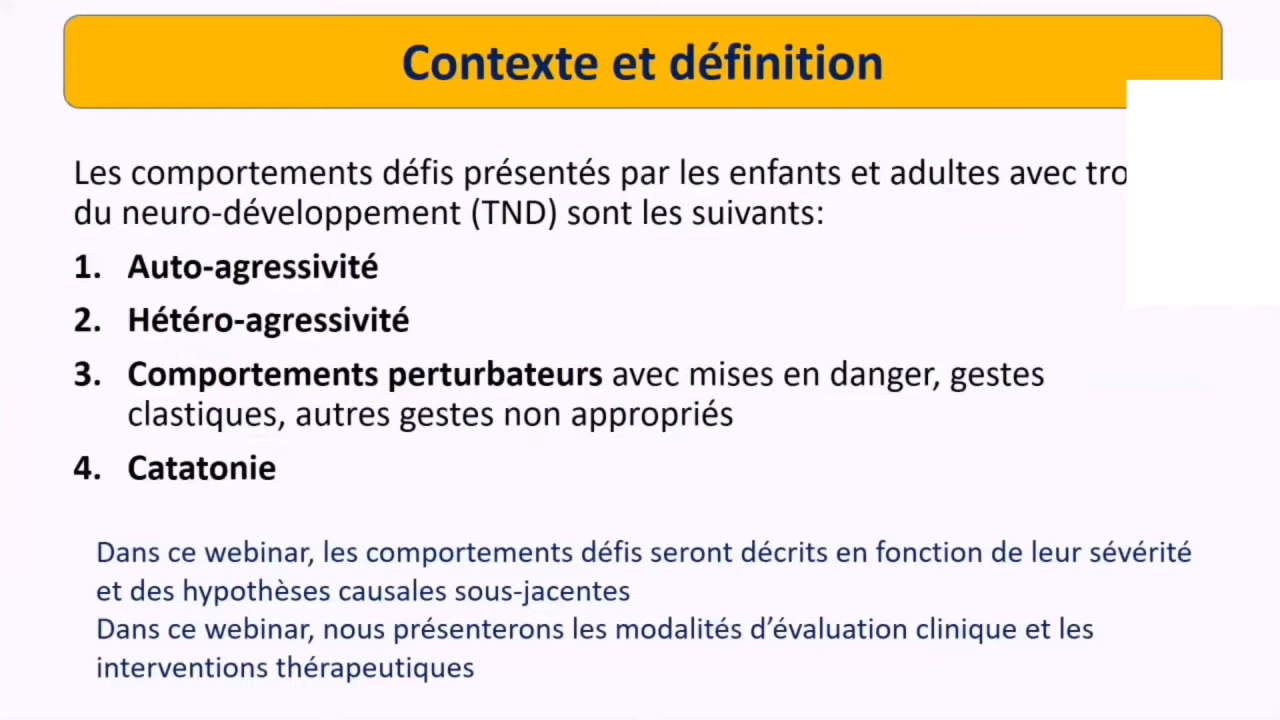 Contexte et définition
Les comportements défis présentés par les enfants et adultes avec
du neuro-développement (TND) sont les suivants:
1. Auto-agressivité
2. Hétéro-agressivité
3. Comportements perturbateurs avec mises en danger, gestes
clastiques, autres gestes non appropriés
4. Catatonie
Dans ce webinar, les comportements défis seront décrits en fonction de leur sévérité
et des hypothèses causales sous-jacentes
Dans ce webinar, nous présenterons les modalités d’évaluation clinique et les
interventions thérapeutiques